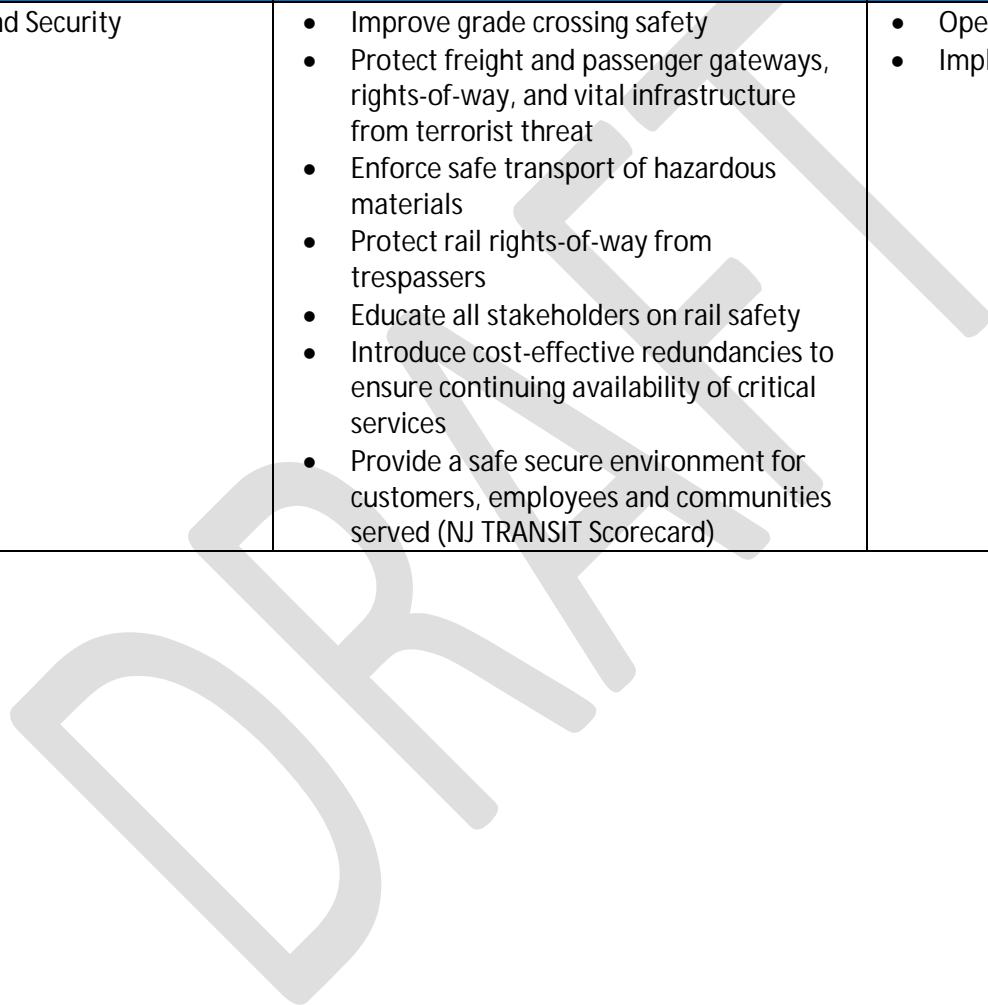 nd Security
• Improve grade crossing safety
• Protect freight and passenger gateways,
rights-of-way, and vital infrastructure
from terrorist threat
• Enforce safe transport of hazardous
materials
• Protect rail rights-of-way from
trespassers
• Educate all stakeholders on rail safety
• Introduce cost-effective redundancies to
ensure continuing availability of critical
services
• Provide a safe secure environment for
customers, employees and communities
served (NJ TRANSIT Scorecard)
• Ope
• Impl
DRAFT